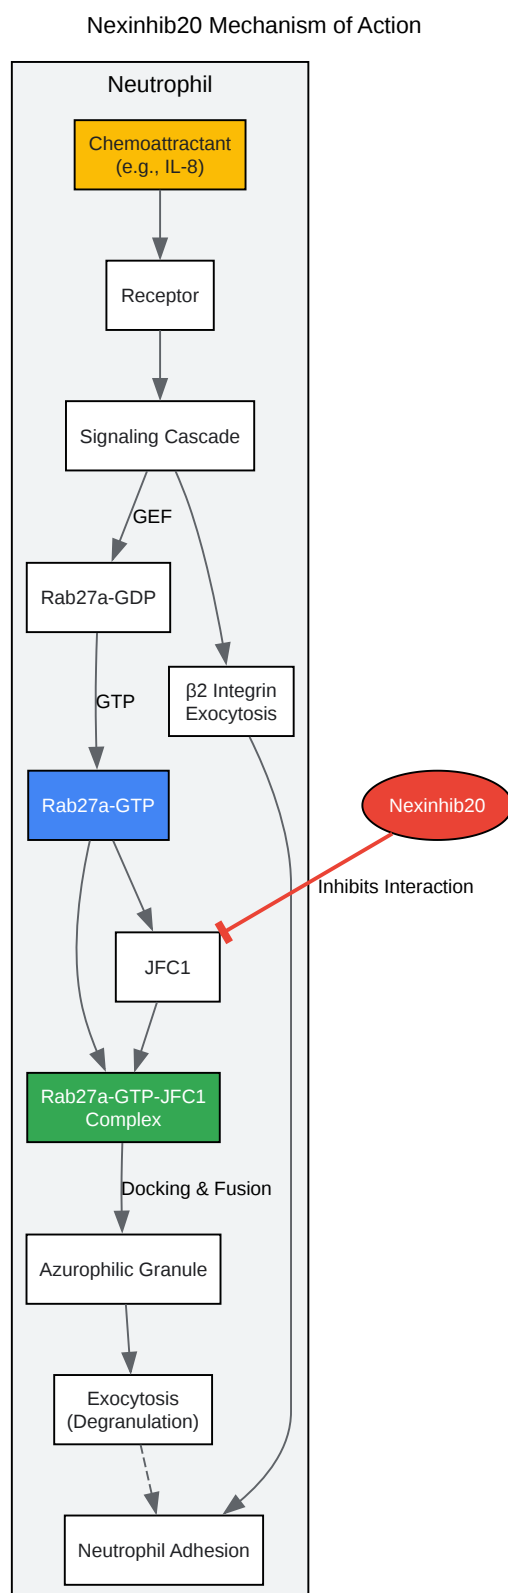 Nexinhib20 Mechanism of Action
Neutrophil
Chemoattractant
(e.g., IL-8)
Receptor
Signaling Cascade
GEF
Rab27a-GDP
β2 Integrin
Exocytosis
GTP
Rab27a-GTP
Nexinhib20
Inhibits Interaction
JFC1
Rab27a-GTP-JFC1
Complex
Docking & Fusion
Azurophilic Granule
Exocytosis
(Degranulation)
Neutrophil Adhesion